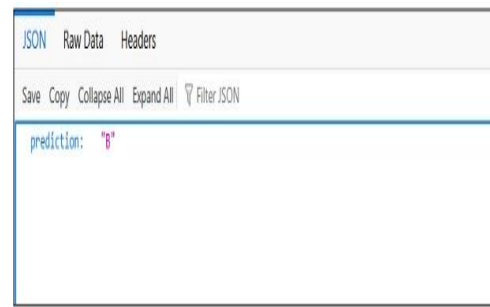 JSON Raw Data Headers
Save Copy Collapse All Expand All Filter JSON
prediction: "B"